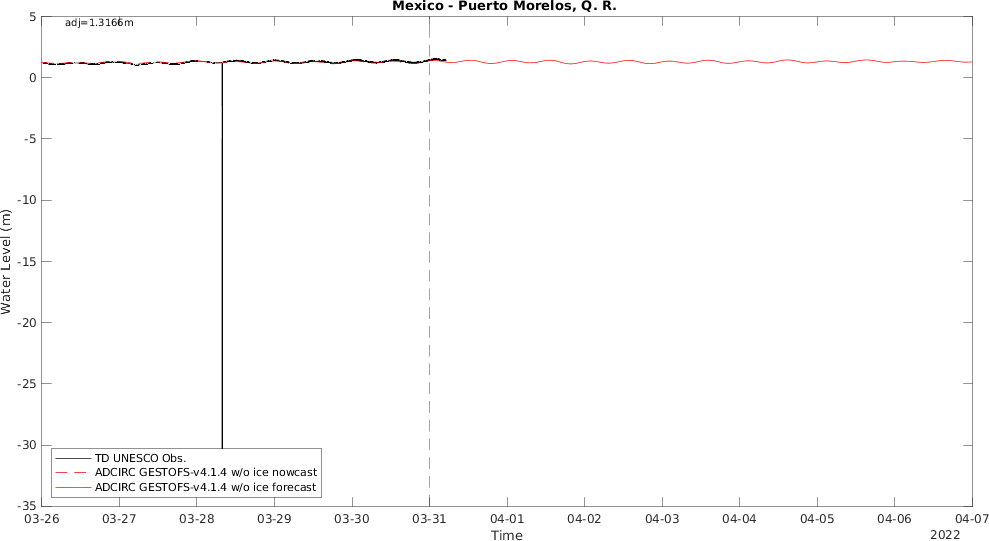 Mexico - Puerto Morelos, Q. R.
adj=1.3166m
5
0
-5
-10
-15
-20
-25
-30
-35
Water Level (m)
TD UNESCO Obs.
ADCIRC GESTOFS-v4.1.4 w/o ice nowcast
ADCIRC GESTOFS-v4.1.4 w/o ice forecast
03-26 03-27 03-28 03-29 03-30 03-31 04-01 04-02 04-03 04-04 04-05 04-06 04-07
Time
2022